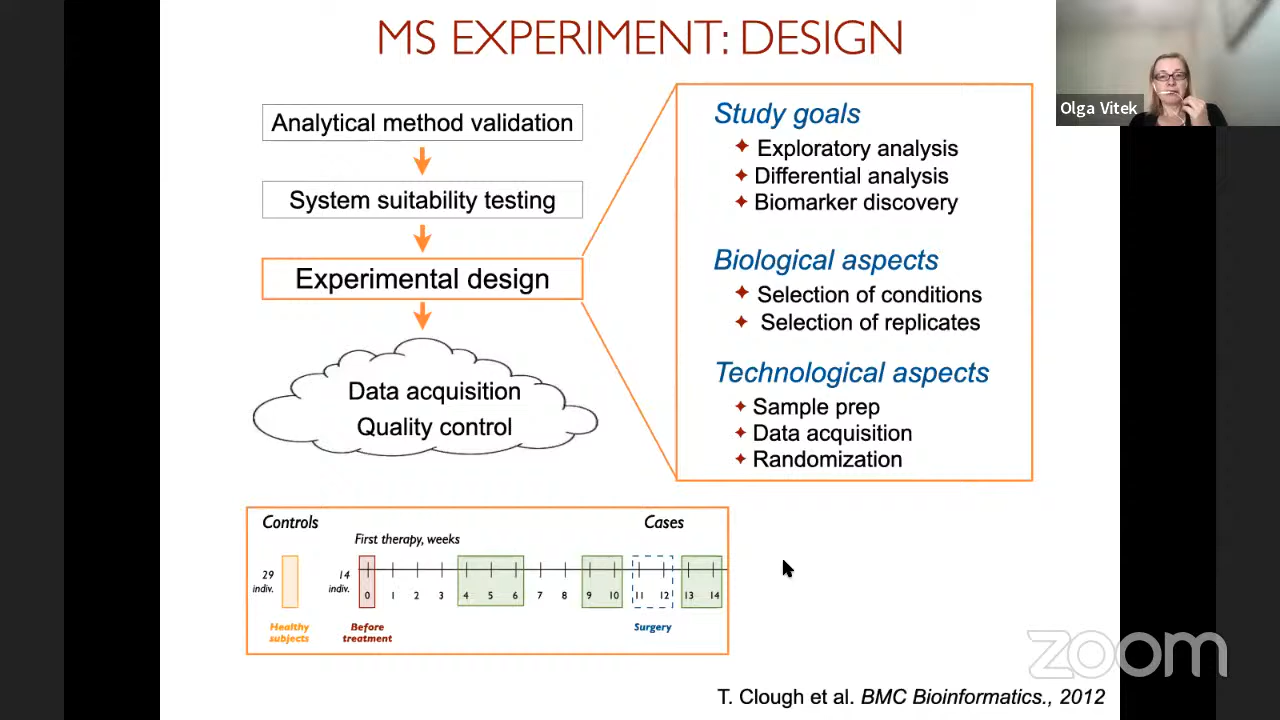 MS EXPERIMENT: DESIGN
Olga Vitek
Analytical method validation
System suitability testing
Experimental design
Data acquisition
Quality control
Study goals
Exploratory analysis
Differential analysis
Biomarker discovery
Biological aspects
Selection of conditions
Selection of replicates
Technological aspects
Sample prep
Data acquisition
Randomization
Controls
Cases
First therapy, weeks
29
indiv.
14
indiv.
0 1 2 3 4 5 6 7 8 9 10 11 12 13 14
Healthy
subjects
Before
treatment
Surgery
zoom
T. Clough et al. BMC Bioinformatics., 2012